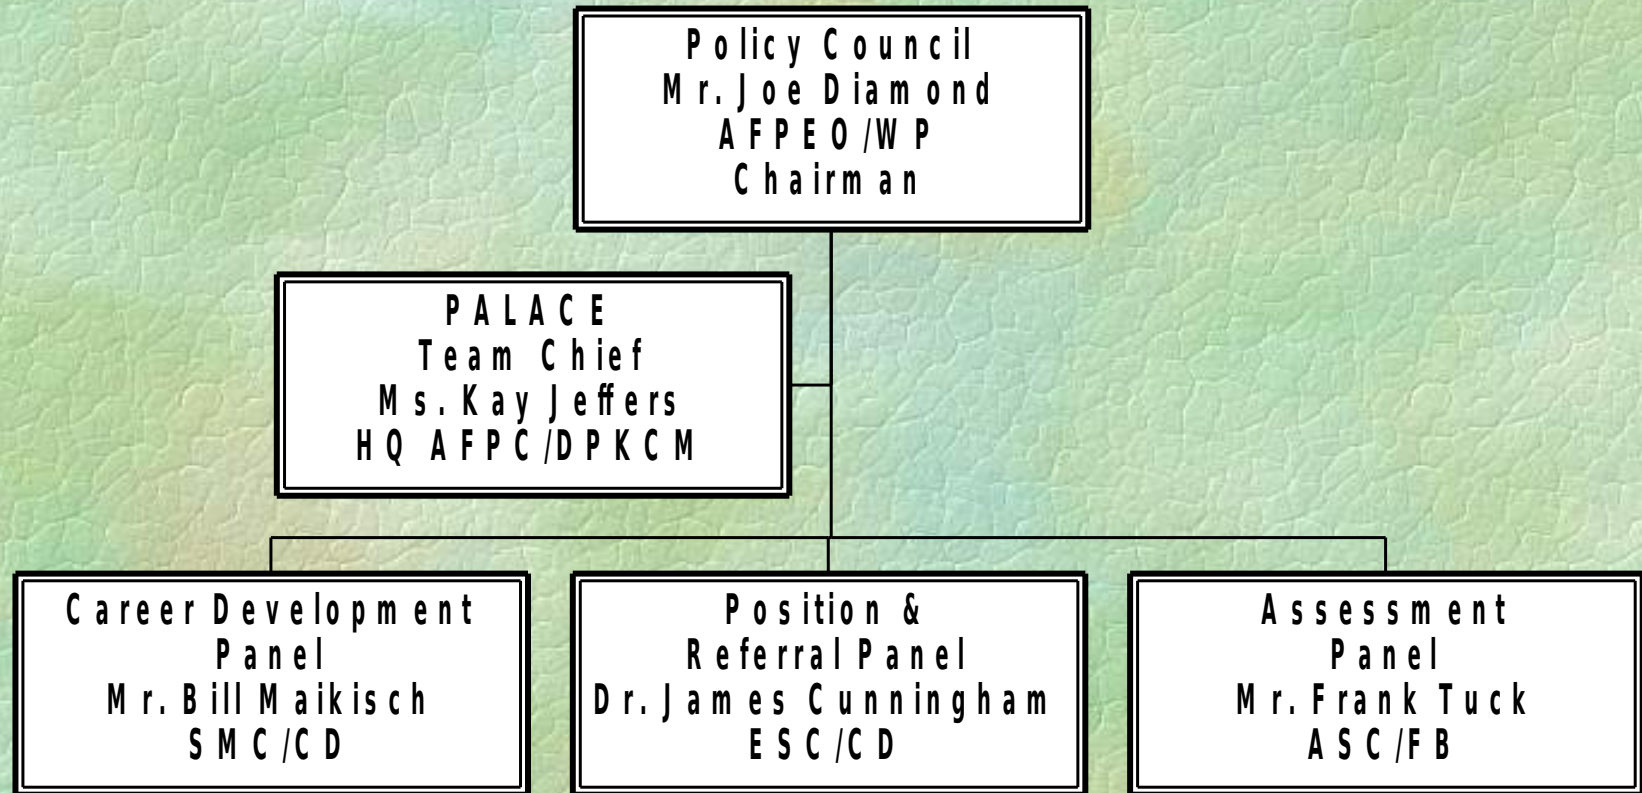 Policy Council
Mr. Joe Diamond
AFPEO/WP
Chairman
PALACE
Team Chief
Ms. Kay Jeffers
HQ AFPC/DPKCM
Career Development
Panel
Mr. Bill Maikisch
SMC/CD
Position &
Referral Panel
Dr. James Cunningham
ESC/CD
Assessment
Panel
Mr. Frank Tuck
ASC/FB